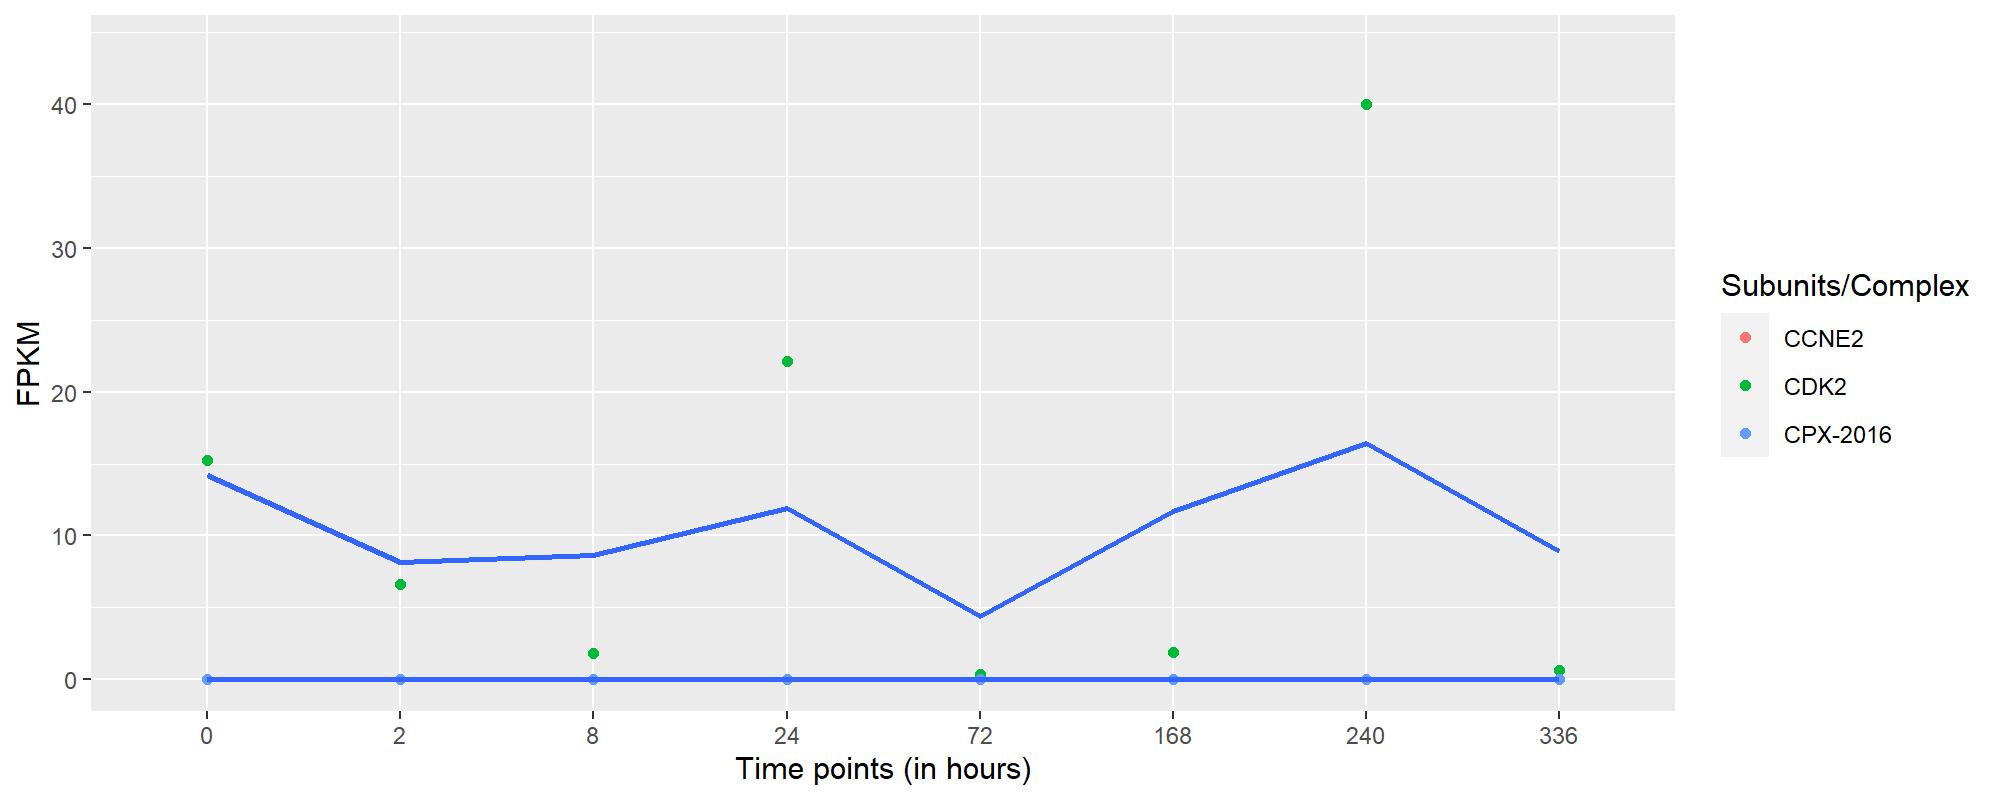 40
30
20
10
0
FPKM
0 2 8 24 72 168 240 336
Time points (in hours)
Subunits/Complex
CCNE2
CDK2
CPX-2016